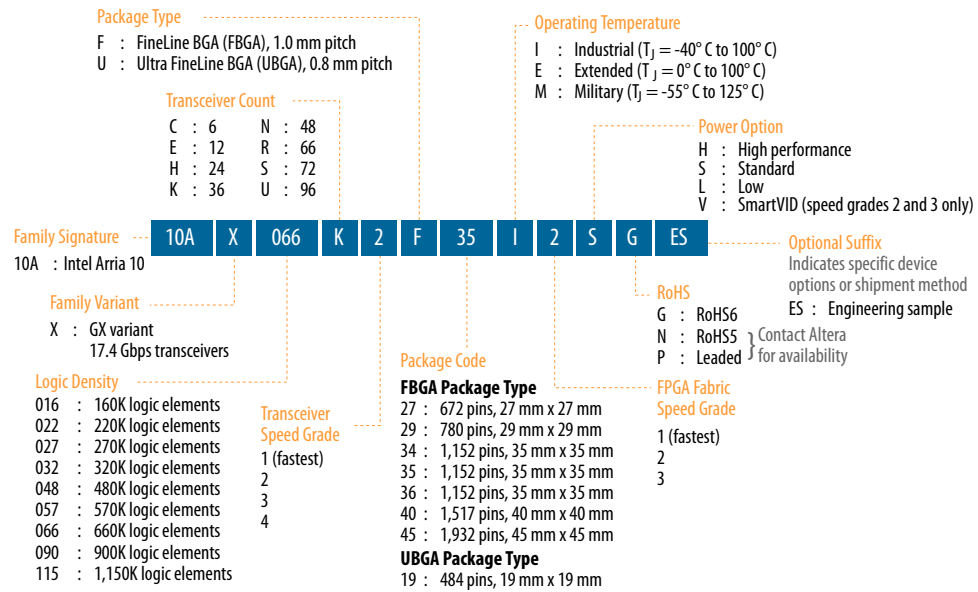 Package Type
F : FineLine BGA (FBGA), 1.0 mm pitch
U : Ultra FineLine BGA (UBGA), 0.8 mm pitch
Operating Temperature
I : Industrial (TJ = -40° C to 100° C)
E : Extended (TJ = 0° C to 100° C)
M : Military (TJ = -55° C to 125° C)
Transceiver Count
C : 6 N : 48
E : 12 R : 66
H : 24 S : 72
K : 36 U : 96
Power Option
H : High performance
S : Standard
L : Low
V : SmartVID (speed grades 2 and 3 only)
10A X 066 K 2 F 35 I 2 S G ES
Family Signature
10A : Intel Arria 10
Optional Suffix
Indicates specific device
options or shipment method
ES : Engineering sample
Family Variant
X : GX variant
17.4 Gbps transceivers
RoHS
G : RoHS6
N : RoHS5
P : Leaded
} Contact Altera
for availability
Logic Density
016 : 160K logic elements
022 : 220K logic elements
027 : 270K logic elements
032 : 320K logic elements
048 : 480K logic elements
057 : 570K logic elements
066 : 660K logic elements
090 : 900K logic elements
115 : 1,150K logic elements
Transceiver
Speed Grade
1 (fastest)
2
3
4
Package Code
FBGA Package Type
27 : 672 pins, 27 mm x 27 mm
29 : 780 pins, 29 mm x 29 mm
34 : 1,152 pins, 35 mm x 35 mm
35 : 1,152 pins, 35 mm x 35 mm
36 : 1,152 pins, 35 mm x 35 mm
40 : 1,517 pins, 40 mm x 40 mm
45 : 1,932 pins, 45 mm x 45 mm
UBGA Package Type
19 : 484 pins, 19 mm x 19 mm
FPGA Fabric
Speed Grade
1 (fastest)
2
3